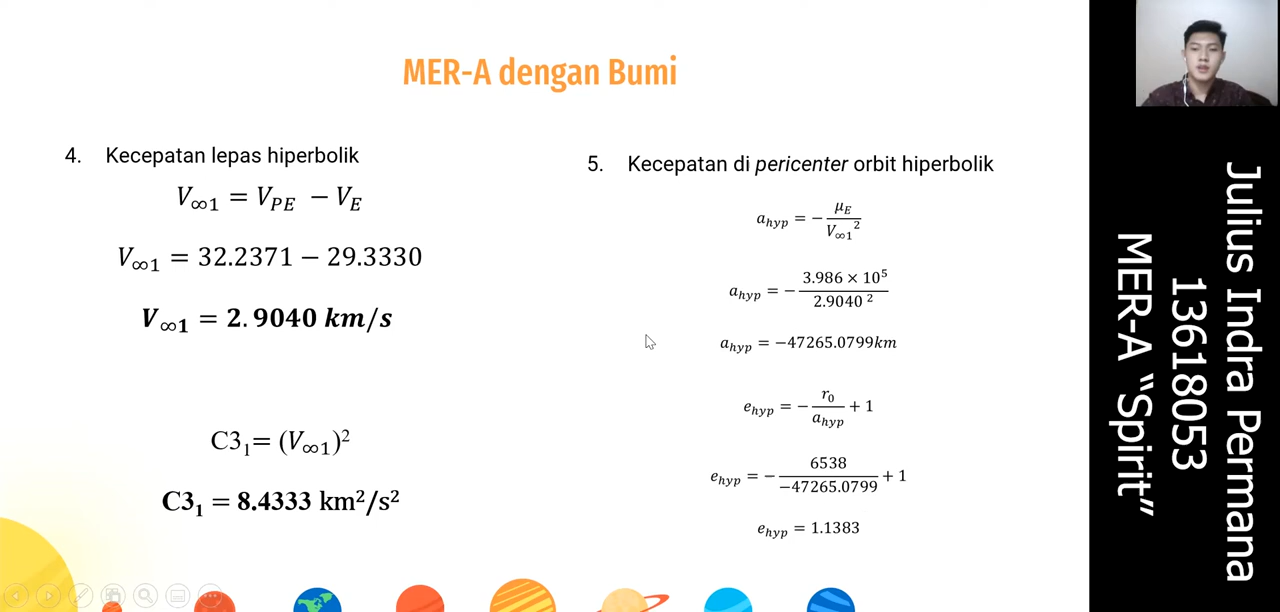 MER-A dengan Bumi
4. Kecepatan lepas hiperbolik
V∞1 = VPE − VE
V∞1 = 32.2371 − 29.3330
V∞1 = 2.9040 km/s
C31= (V∞1)²
C31 = 8.4333 km²/s²
5. Kecepatan di pericenter orbit hiperbolik
ahyp = − μE / V∞1²
ahyp = − 3.986 × 10⁵ / 2.9040 ²
ahyp = −47265.0799km
ehyp = − r0 / ahyp + 1
ehyp = − 6538 / −47265.0799 + 1
ehyp = 1.1383
Julius Indra Permana
13618053
MER-A “Spirit”